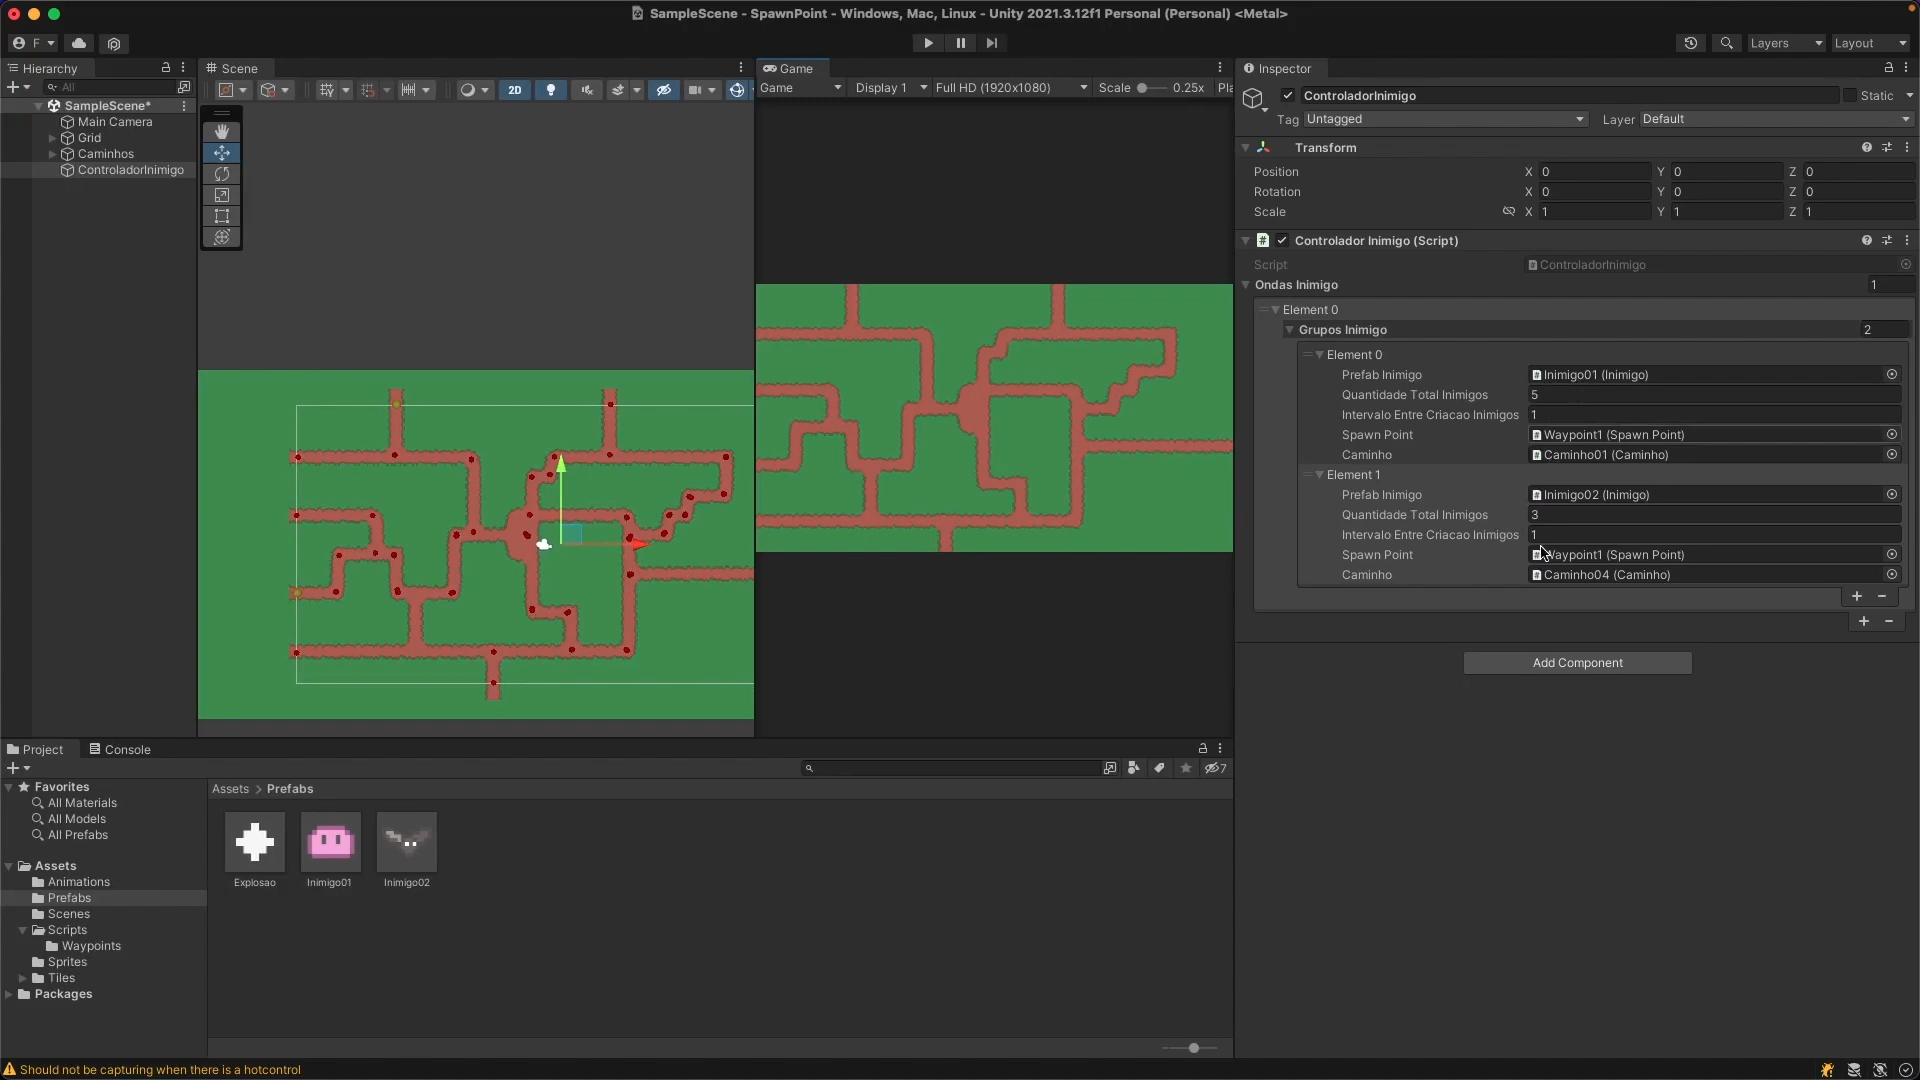 SampleScene - SpawnPoint - Windows, Mac, Linux - Unity 2021.3.12f1 Personal (Personal) <Metal>
F
Layers
Layout
Hierarchy
All
SampleScene*
Main Camera
Grid
Caminhos
ControladorInimigo
Scene
2D
Game
Game
Display 1
Full HD (1920x1080)
Scale
0.25x
Pla
Inspector
ControladorInimigo
Static
Tag
Untagged
Layer
Default
Transform
Position
X 0
Y 0
Z 0
Rotation
X 0
Y 0
Z 0
Scale
X 1
Y 1
Z 1
Controlador Inimigo (Script)
Script
ControladorInimigo
Ondas Inimigo
1
Element 0
Grupos Inimigo
2
Element 0
Prefab Inimigo
Inimigo01 (Inimigo)
Quantidade Total Inimigos
5
Intervalo Entre Criacao Inimigos
1
Spawn Point
Waypoint1 (Spawn Point)
Caminho
Caminho01 (Caminho)
Element 1
Prefab Inimigo
Inimigo02 (Inimigo)
Quantidade Total Inimigos
3
Intervalo Entre Criacao Inimigos
1
Spawn Point
Waypoint1 (Spawn Point)
Caminho
Caminho04 (Caminho)
Add Component
Project
Console
7
Favorites
All Materials
All Models
All Prefabs
Assets
Animations
Prefabs
Scenes
Scripts
Waypoints
Sprites
Tiles
Packages
Assets > Prefabs
Explosao
Inimigo01
Inimigo02
Should not be capturing when there is a hotcontrol